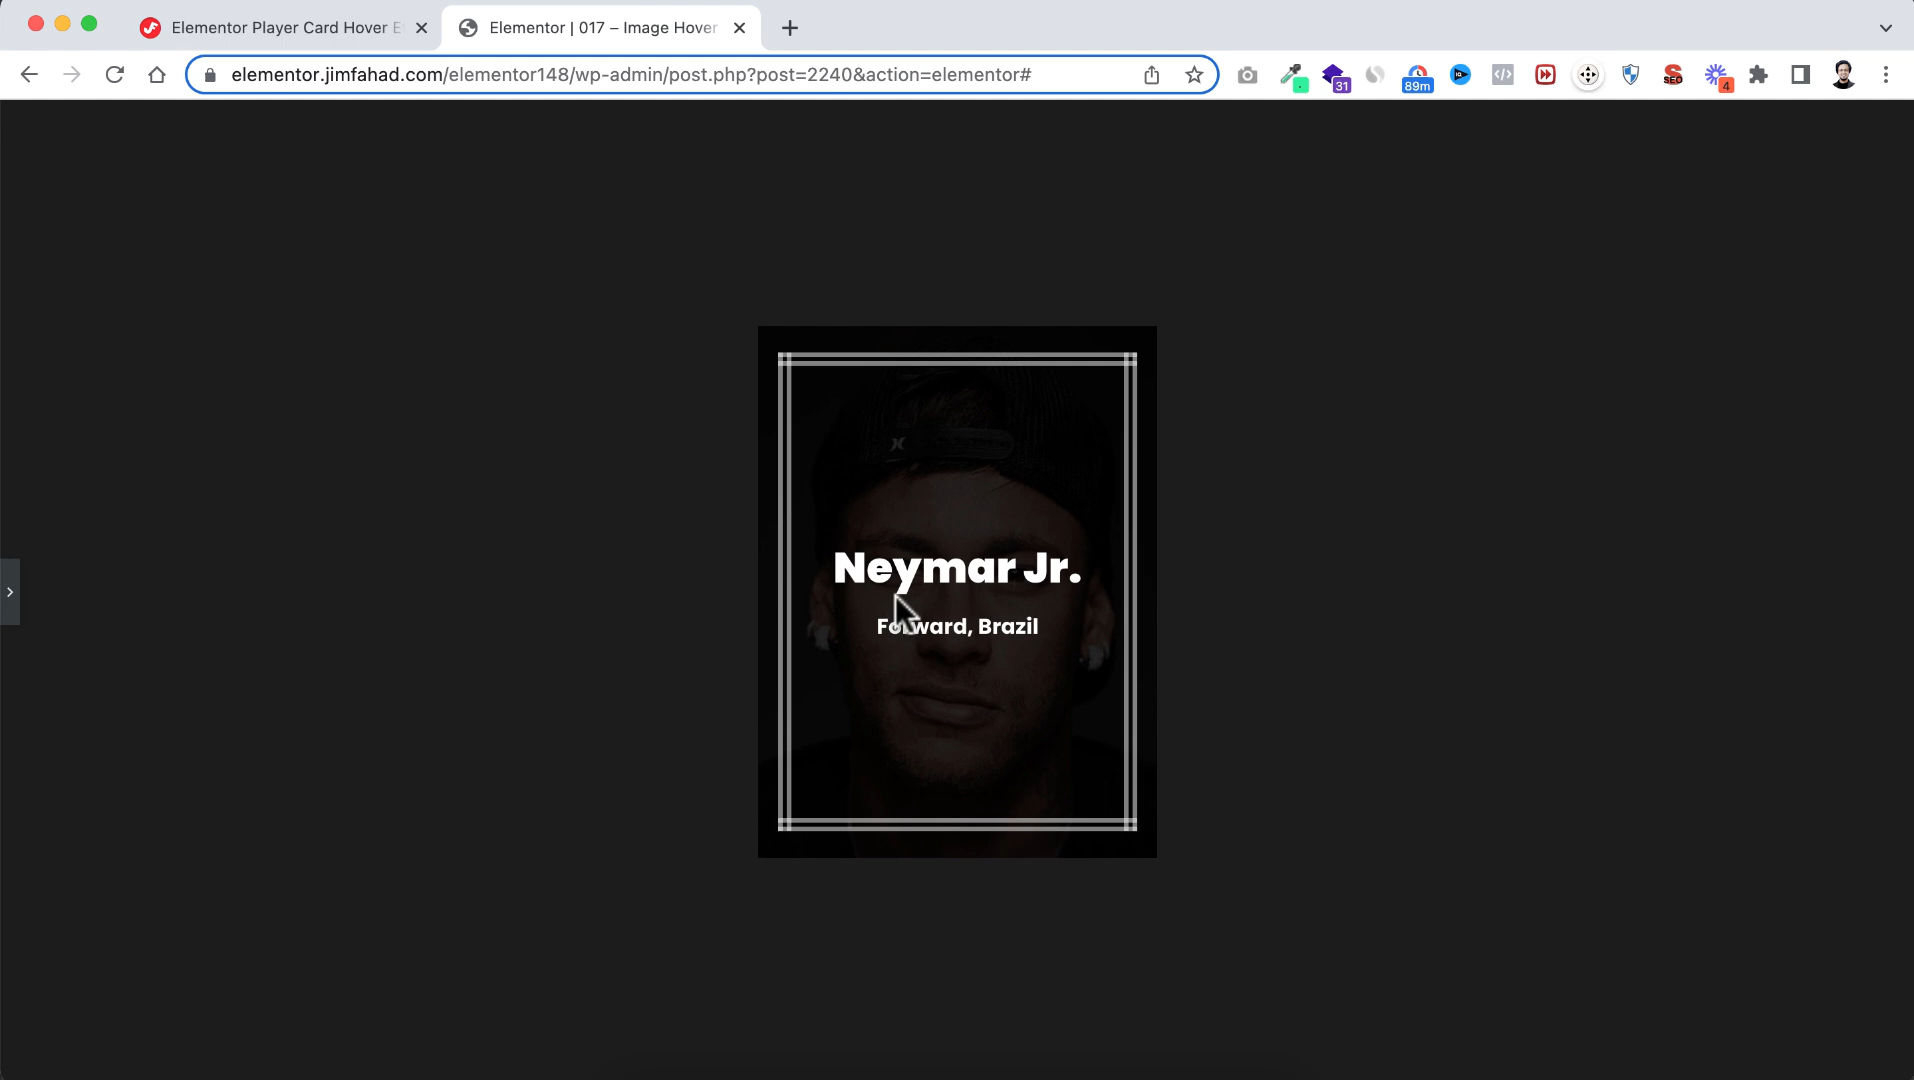 Elementor Player Card Hover E
Elementor | 017 – Image Hover
elementor.jimfahad.com/elementor148/wp-admin/post.php?post=2240&action=elementor#
31
89m
SEO
4
Neymar Jr.
Forward, Brazil